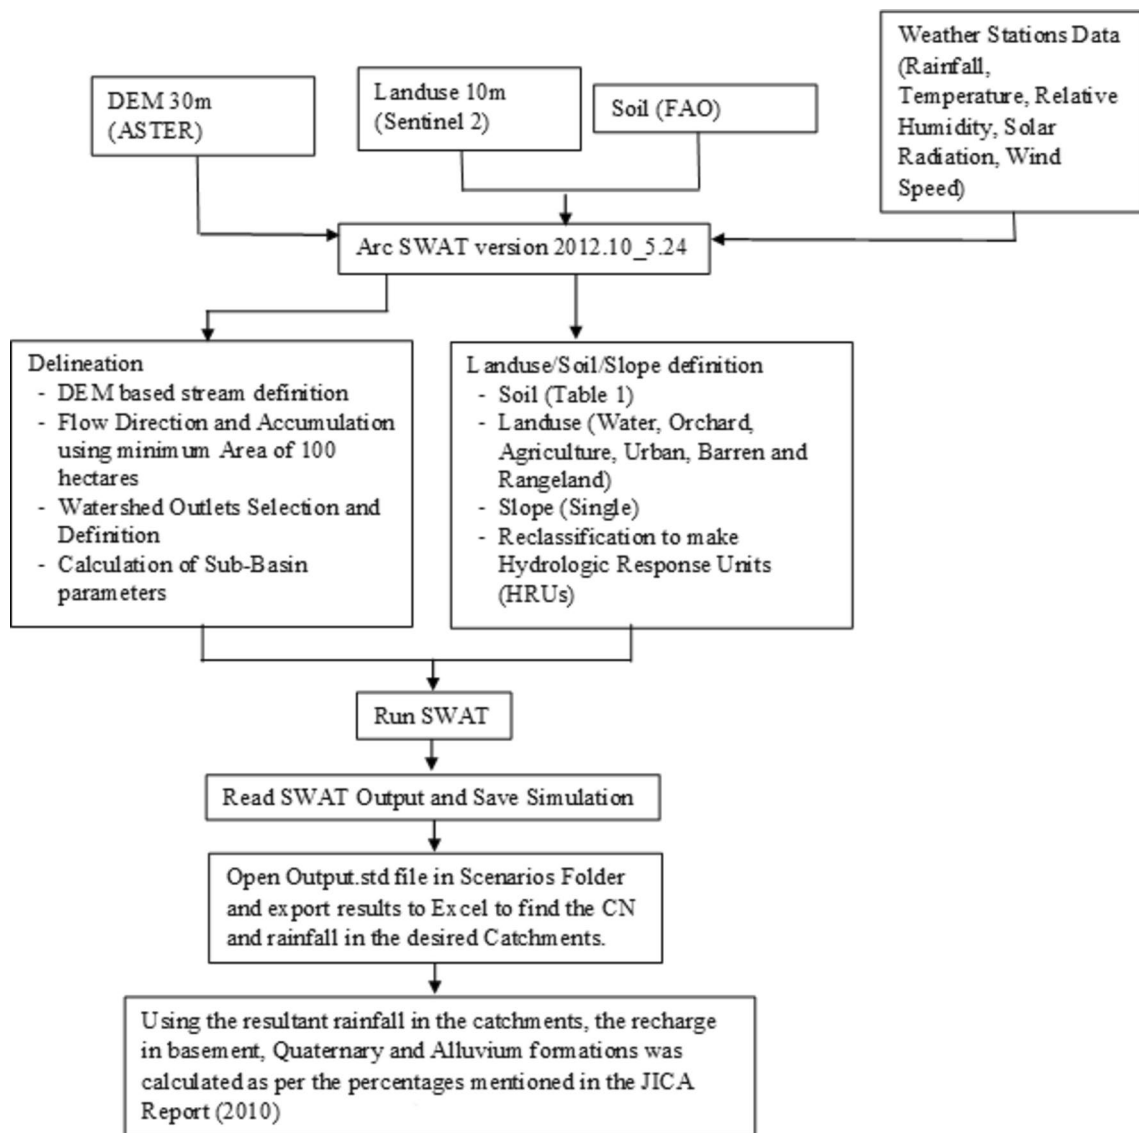 DEM 30m
(ASTER)
Landuse 10m
(Sentinel 2)
Soil (FAO)
Weather Stations Data
(Rainfall,
Temperature, Relative
Humidity, Solar
Radiation, Wind
Speed)
Arc SWAT version 2012.10_5.24
Delineation
- DEM based stream definition
- Flow Direction and Accumulation
using minimum Area of 100
hectares
- Watershed Outlets Selection and
Definition
- Calculation of Sub-Basin
parameters
Landuse/Soil/Slope definition
- Soil (Table 1)
- Landuse (Water, Orchard,
Agriculture, Urban, Barren and
Rangeland)
- Slope (Single)
- Reclassification to make
Hydrologic Response Units
(HRUs)
Run SWAT
Read SWAT Output and Save Simulation
Open Output.std file in Scenarios Folder
and export results to Excel to find the CN
and rainfall in the desired Catchments.
Using the resultant rainfall in the catchments, the recharge
in basement, Quaternary and Alluvium formations was
calculated as per the percentages mentioned in the JICA
Report (2010)